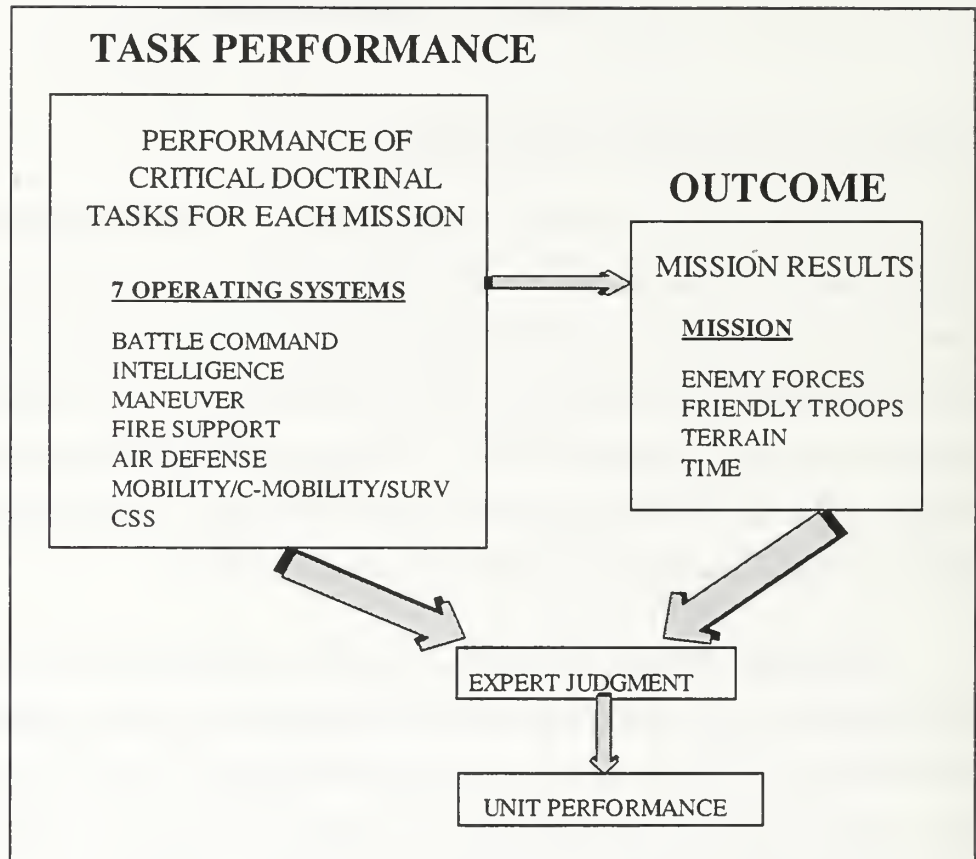 TASK PERFORMANCE
PERFORMANCE OF
CRITICAL DOCTRINAL
TASKS FOR EACH MISSION
7 OPERATING SYSTEMS
BATTLE COMMAND
INTELLIGENCE
MANEUVER
FIRE SUPPORT
AIR DEFENSE
MOBILITY/C-MOBILITY/SURV
CSS
OUTCOME
MISSION RESULTS
MISSION
ENEMY FORCES
FRIENDLY TROOPS
TERRAIN
TIME
EXPERT JUDGMENT
UNIT PERFORMANCE